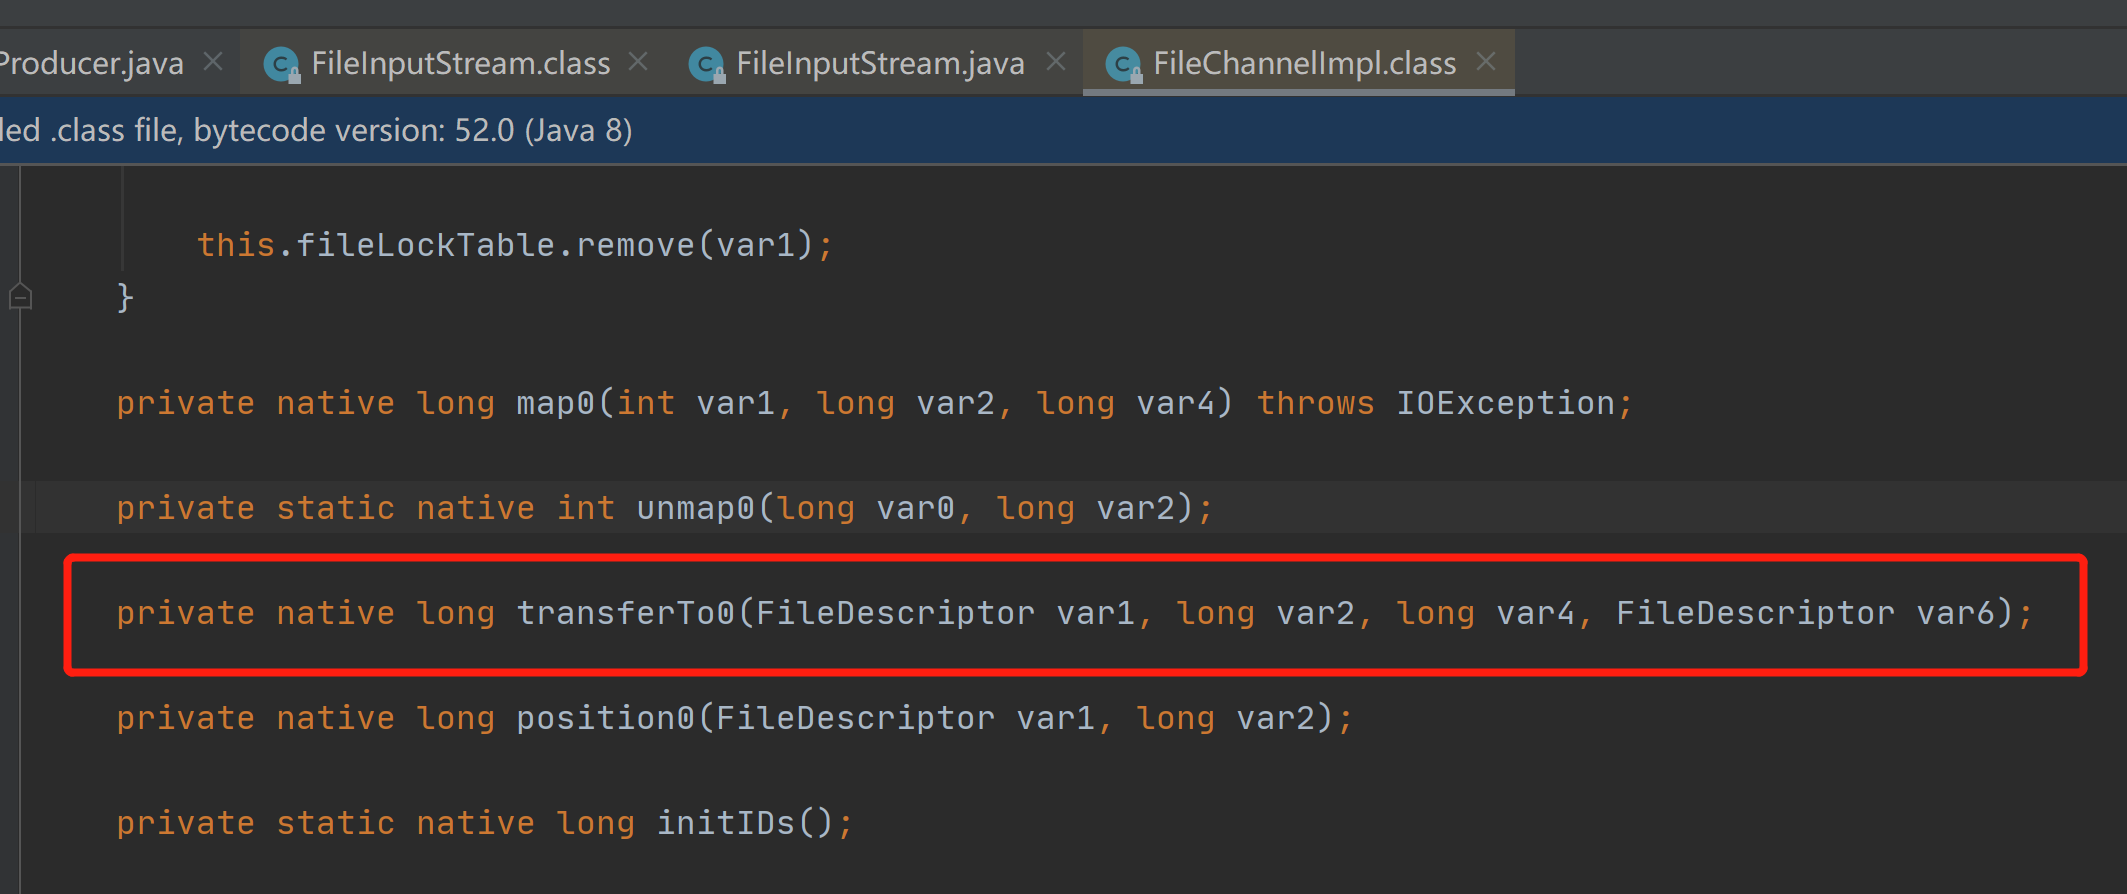 Producer.java FileInputStream.class FileInputStream.java FileChannelImpl.class
led .class file, bytecode version: 52.0 (Java 8)
this.fileLockTable.remove(var1);
}
private native long map0(int var1, long var2, long var4) throws IOException;
private static native int unmap0(long var0, long var2);
private native long transferTo0(FileDescriptor var1, long var2, long var4, FileDescriptor var6);
private native long position0(FileDescriptor var1, long var2);
private static native long initIDs();